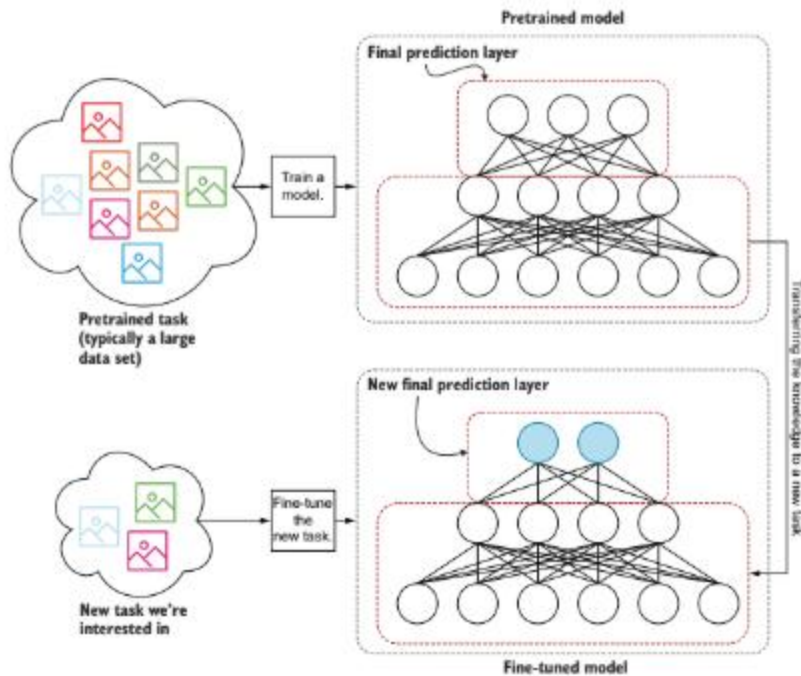 Pretrained model
Final prediction layer
Train a
model.
Pretrained task
(typically a large
data set)
Transferring the knowledge to a new task.
New final prediction layer
Fine-tune
the
new task.
New task we're
interested in
Fine-tuned model